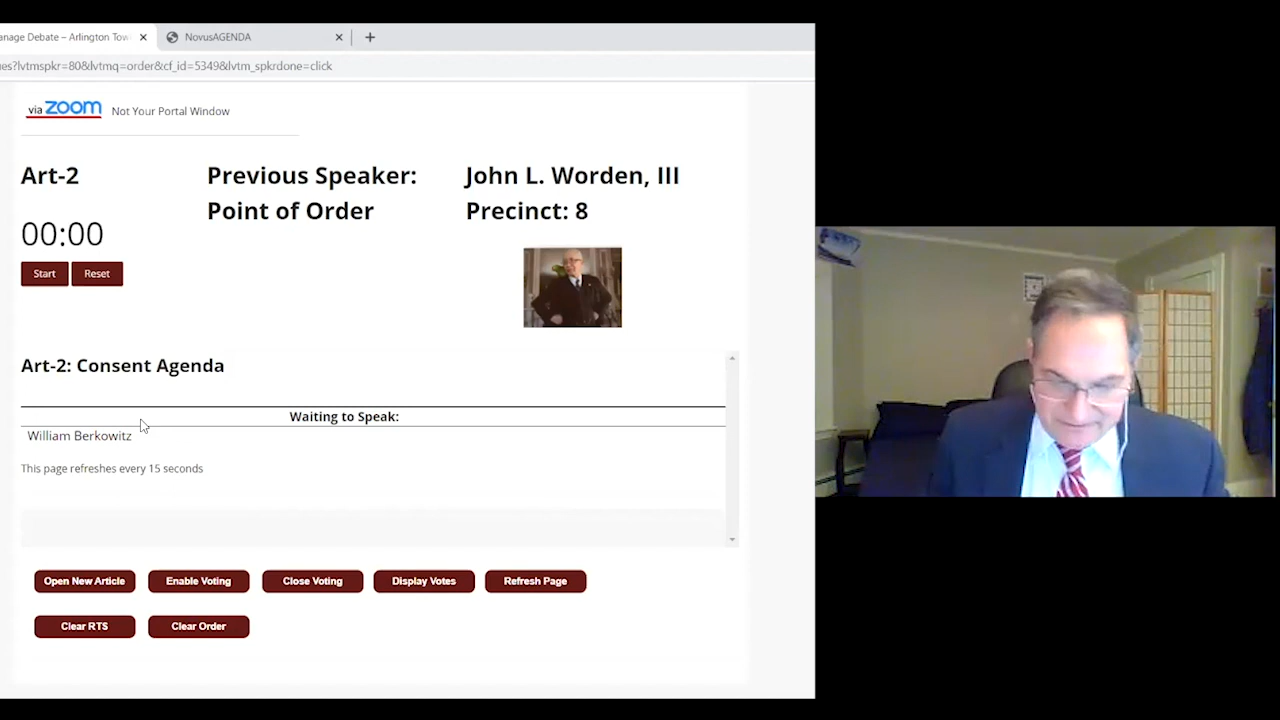 anage Debate – Arlington Tow
NovusAGENDA
ies?lvtmspkr=80&lvtmq=order&cf_id=5349&lvtm_spkrdone=click
via zoom Not Your Portal Window
Art-2 Previous Speaker: John L. Worden, III
Point of Order Precinct: 8
00:00
Start Reset
Art-2: Consent Agenda
Waiting to Speak:
William Berkowitz
This page refreshes every 15 seconds
Open New Article Enable Voting Close Voting Display Votes Refresh Page
Clear RTS Clear Order